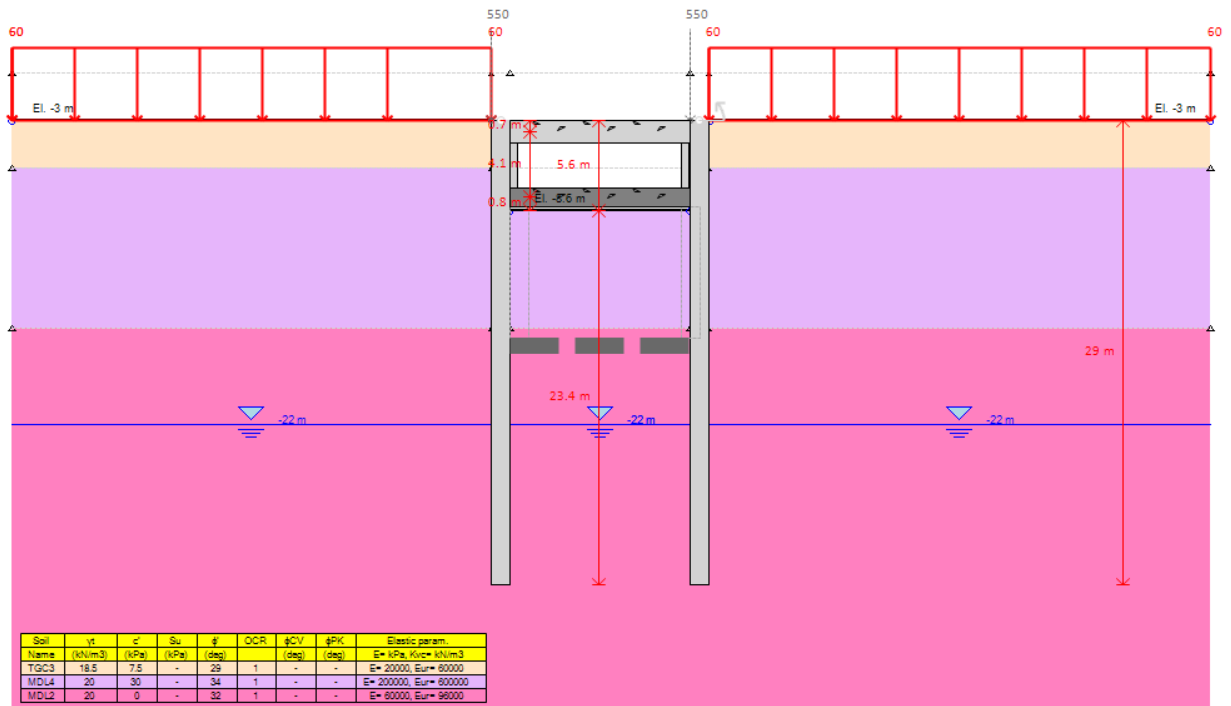 550 550
60 60 60 60
El. -3 m El. -3 m
0.7 m
4.1 m 5.6 m
0.8 m El. -8.6 m
29 m
23.4 m
-22 m -22 m -22 m
Soil γt c' Su ϕ' OCR ϕCV ϕPK Elastic param.
Name (kN/m3) (kPa) (kPa) (deg) (deg) (deg) E= kPa, Kvc= kN/m3
TGC3 18.5 7.5 - 29 1 - - E= 20000, Eur= 60000
MDL4 20 30 - 34 1 - - E= 200000, Eur= 600000
MDL2 20 0 - 32 1 - - E= 60000, Eur= 96000